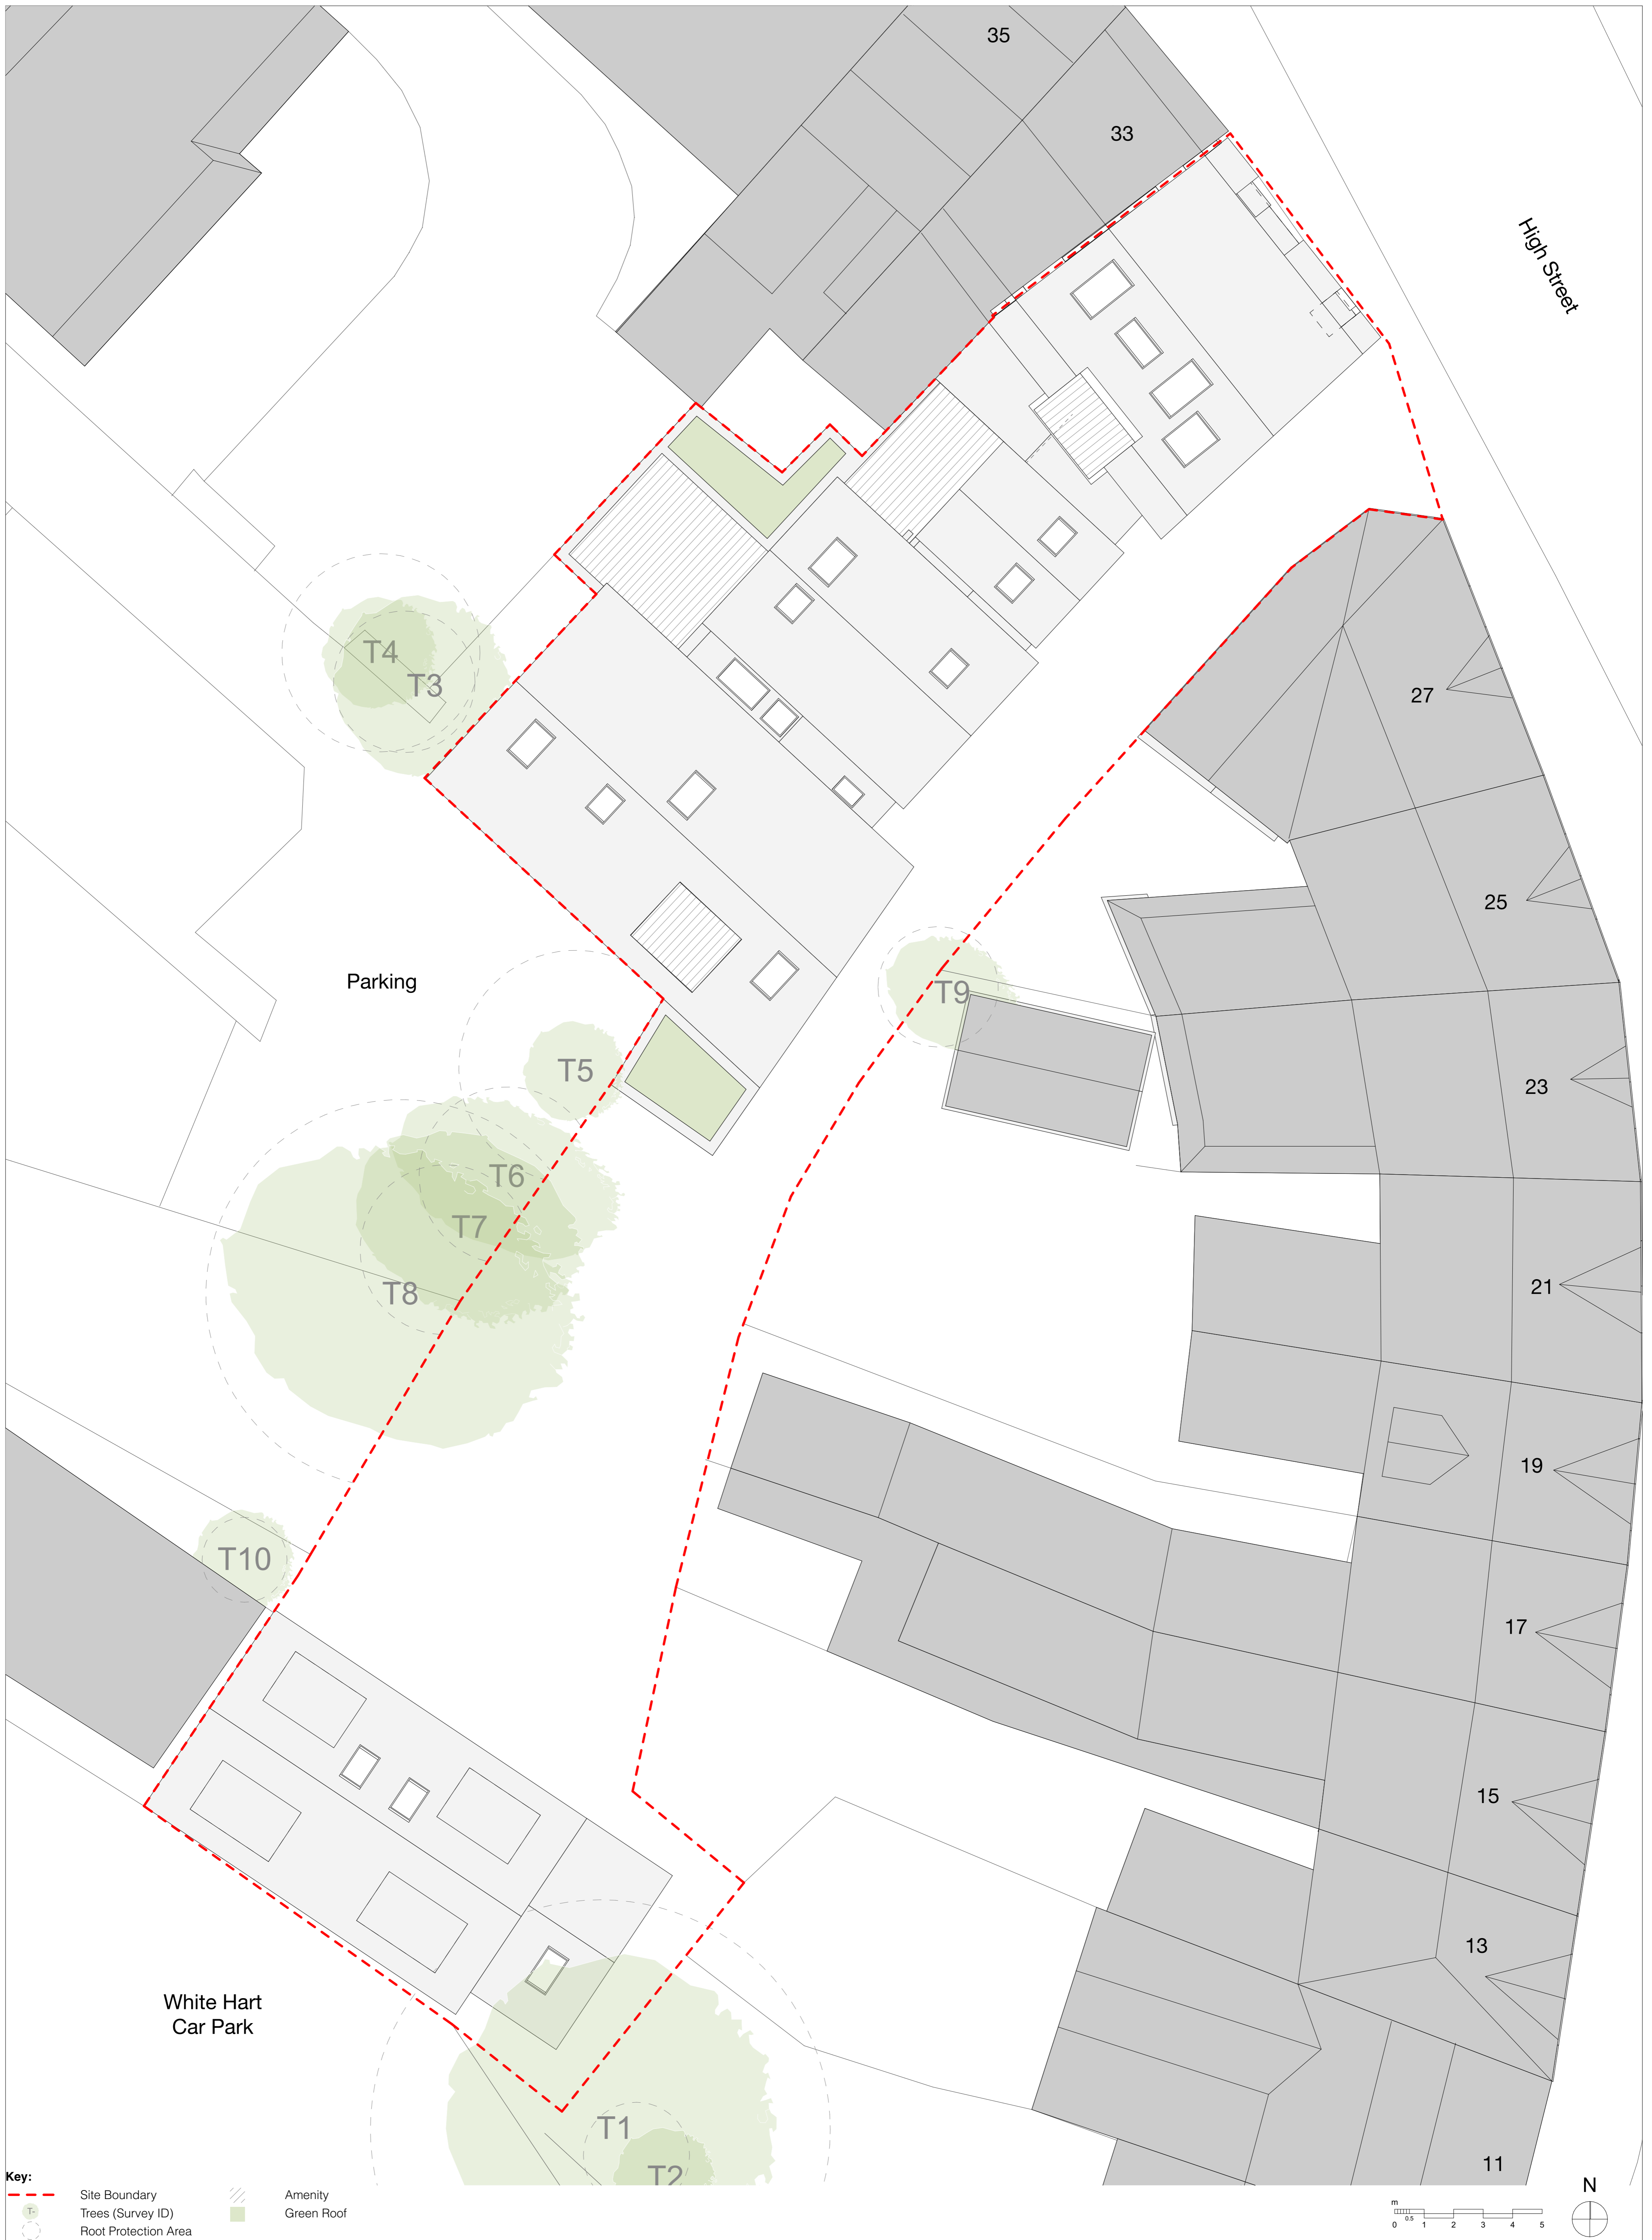 35
33
High Street
T4
T3
27
25
Parking
T9
T5
23
T6
T7
21
T8
19
T10
17
15
13
White Hart
Car Park
T1
T2
11
Key:
Site Boundary
Amenity
T-
Trees (Survey ID)
Green Roof
Root Protection Area
m
0 0.5 1 2 3 4 5
N